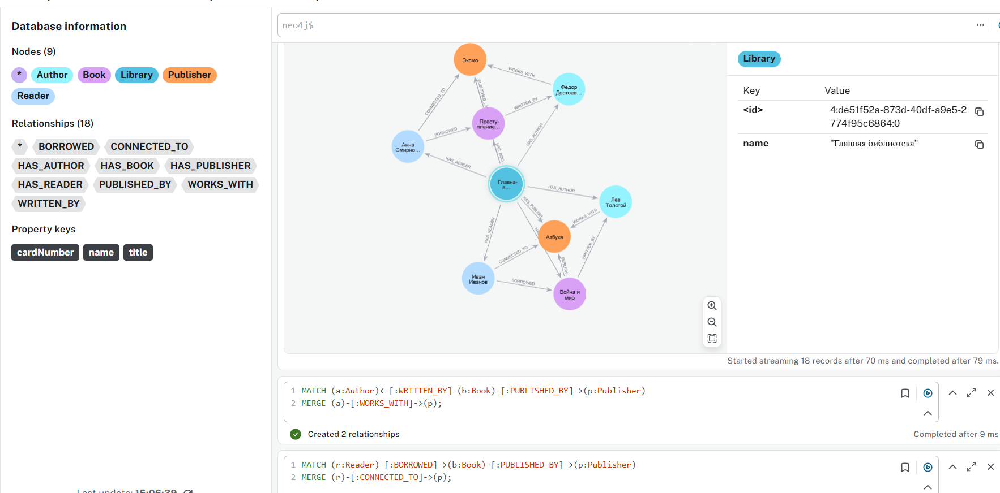 Database information
Nodes (9)
* Author Book Library Publisher
Reader
Relationships (18)
* BORROWED CONNECTED_TO
HAS_AUTHOR HAS_BOOK HAS_PUBLISHER
HAS_READER PUBLISHED_BY WORKS_WITH
WRITTEN_BY
Property keys
cardNumber name title
Last update: 15:06:39
neo4j$
Эксмо
WORKS_WITH
Фёдор
Достоев...
CONNECTED_TO
PUBLISHED_
WRITTEN_BY
Престу-
пление...
BORROWED
HAS_AUTHOR
Анна
Смирно...
HAS_BOO...
HAS_READER
Главна-
я...
HAS_AUTHOR
Лев
Толстой
HAS_PUBLISH...
WORKS_WITH
HAS_READER
Азбука
WRITTEN_BY
CONNECTED_TO
PUBLISH...
Иван
Иванов
BORROWED
Война и
мир
Library
Key Value
<id> 4:de51f52a-873d-40df-a9e5-2
774f95c6864:0
name "Главная библиотека"
Started streaming 18 records after 70 ms and completed after 79 ms.
1 MATCH (a:Author)<-[:WRITTEN_BY]-(b:Book)-[:PUBLISHED_BY]->(p:Publisher)
2 MERGE (a)-[:WORKS_WITH]->(p);
Created 2 relationships
Completed after 9 ms
1 MATCH (r:Reader)-[:BORROWED]->(b:Book)-[:PUBLISHED_BY]->(p:Publisher)
2 MERGE (r)-[:CONNECTED_TO]->(p);